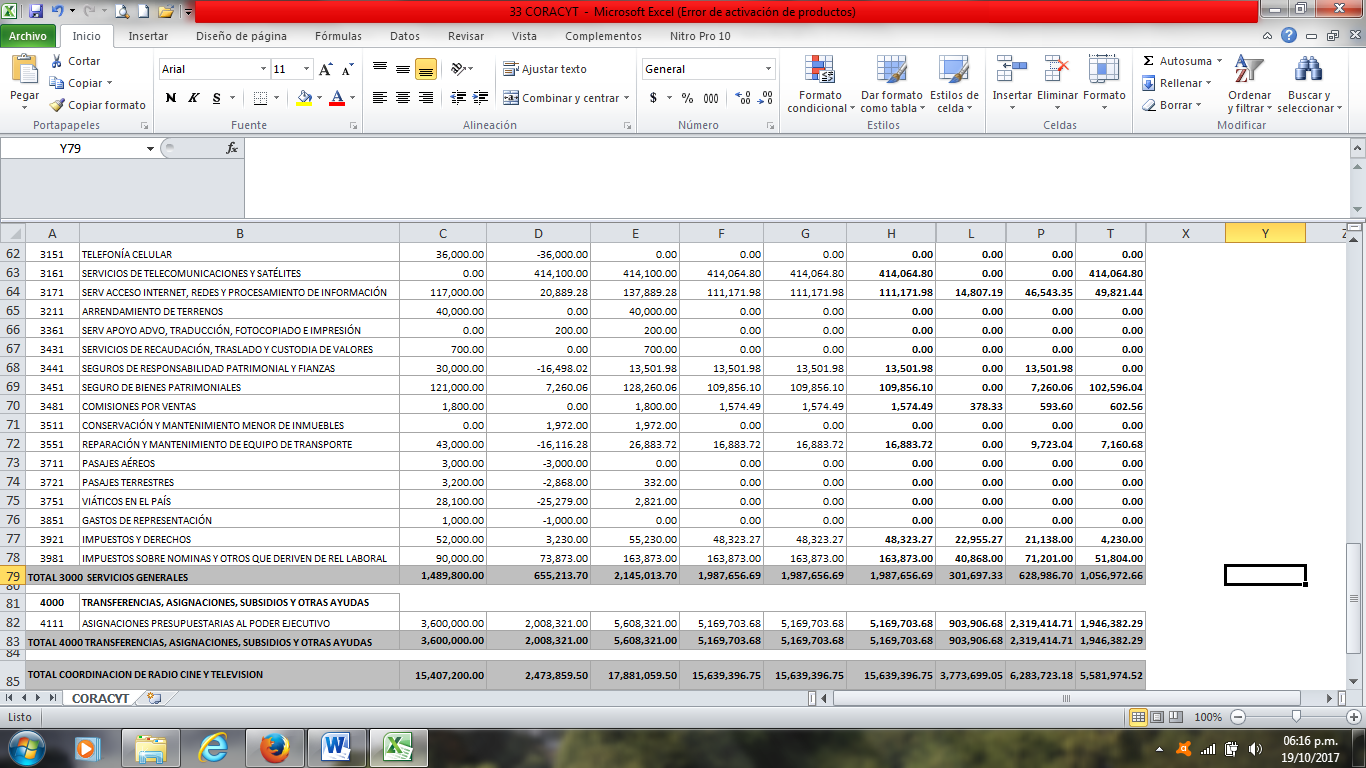 33 CORACYT - Microsoft Excel (Error de activación de productos)
Archivo Inicio Insertar Diseño de página Fórmulas Datos Revisar Vista Complementos Nitro Pro 10
Cortar Arial 11 Ajustar texto General Autosuma
Pegar Copiar Rellenar
Copiar formato N K S Combinar y centrar $ % 000 Formato condicional Dar formato como tabla Estilos de celda Insertar Eliminar Formato Borrar Ordenar y filtrar Buscar y seleccionar
Portapapeles Fuente Alineación Número Estilos Celdas Modificar
Y79 fx
A B C D E F G H L P T X Y Z
62 3151 TELEFONÍA CELULAR 36,000.00 -36,000.00 0.00 0.00 0.00 0.00 0.00 0.00 0.00
63 3161 SERVICIOS DE TELECOMUNICACIONES Y SATÉLITES 0.00 414,100.00 414,100.00 414,064.80 414,064.80 414,064.80 0.00 0.00 414,064.80
64 3171 SERV ACCESO INTERNET, REDES Y PROCESAMIENTO DE INFORMACIÓN 117,000.00 20,889.28 137,889.28 111,171.98 111,171.98 111,171.98 14,807.19 46,543.35 49,821.44
65 3211 ARRENDAMIENTO DE TERRENOS 40,000.00 0.00 40,000.00 0.00 0.00 0.00 0.00 0.00 0.00
66 3361 SERV APOYO ADVO, TRADUCCIÓN, FOTOCOPIADO E IMPRESIÓN 0.00 200.00 200.00 0.00 0.00 0.00 0.00 0.00 0.00
67 3431 SERVICIOS DE RECAUDACIÓN, TRASLADO Y CUSTODIA DE VALORES 700.00 0.00 700.00 0.00 0.00 0.00 0.00 0.00 0.00
68 3441 SEGUROS DE RESPONSABILIDAD PATRIMONIAL Y FIANZAS 30,000.00 -16,498.02 13,501.98 13,501.98 13,501.98 13,501.98 0.00 13,501.98 0.00
69 3451 SEGURO DE BIENES PATRIMONIALES 121,000.00 7,260.06 128,260.06 109,856.10 109,856.10 109,856.10 0.00 7,260.06 102,596.04
70 3481 COMISIONES POR VENTAS 1,800.00 0.00 1,800.00 1,574.49 1,574.49 1,574.49 378.33 593.60 602.56
71 3511 CONSERVACIÓN Y MANTENIMIENTO MENOR DE INMUEBLES 0.00 1,972.00 1,972.00 0.00 0.00 0.00 0.00 0.00 0.00
72 3551 REPARACIÓN Y MANTENIMIENTO DE EQUIPO DE TRANSPORTE 43,000.00 -16,116.28 26,883.72 16,883.72 16,883.72 16,883.72 0.00 9,723.04 7,160.68
73 3711 PASAJES AÉREOS 3,000.00 -3,000.00 0.00 0.00 0.00 0.00 0.00 0.00 0.00
74 3721 PASAJES TERRESTRES 3,200.00 -2,868.00 332.00 0.00 0.00 0.00 0.00 0.00 0.00
75 3751 VIÁTICOS EN EL PAÍS 28,100.00 -25,279.00 2,821.00 0.00 0.00 0.00 0.00 0.00 0.00
76 3851 GASTOS DE REPRESENTACIÓN 1,000.00 -1,000.00 0.00 0.00 0.00 0.00 0.00 0.00 0.00
77 3921 IMPUESTOS Y DERECHOS 52,000.00 3,230.00 55,230.00 48,323.27 48,323.27 48,323.27 22,955.27 21,138.00 4,230.00
78 3981 IMPUESTOS SOBRE NOMINAS Y OTROS QUE DERIVEN DE REL LABORAL 90,000.00 73,873.00 163,873.00 163,873.00 163,873.00 163,873.00 40,868.00 71,201.00 51,804.00
79 TOTAL 3000 SERVICIOS GENERALES 1,489,800.00 655,213.70 2,145,013.70 1,987,656.69 1,987,656.69 1,987,656.69 301,697.33 628,986.70 1,056,972.66
80
81 4000 TRANSFERENCIAS, ASIGNACIONES, SUBSIDIOS Y OTRAS AYUDAS
82 4111 ASIGNACIONES PRESUPUESTARIAS AL PODER EJECUTIVO 3,600,000.00 2,008,321.00 5,608,321.00 5,169,703.68 5,169,703.68 5,169,703.68 903,906.68 2,319,414.71 1,946,382.29
83 TOTAL 4000 TRANSFERENCIAS, ASIGNACIONES, SUBSIDIOS Y OTRAS AYUDAS 3,600,000.00 2,008,321.00 5,608,321.00 5,169,703.68 5,169,703.68 5,169,703.68 903,906.68 2,319,414.71 1,946,382.29
84
85 TOTAL COORDINACION DE RADIO CINE Y TELEVISION 15,407,200.00 2,473,859.50 17,881,059.50 15,639,396.75 15,639,396.75 15,639,396.75 3,773,699.05 6,283,723.18 5,581,974.52
CORACYT
Listo 100%
06:16 p.m.
19/10/2017